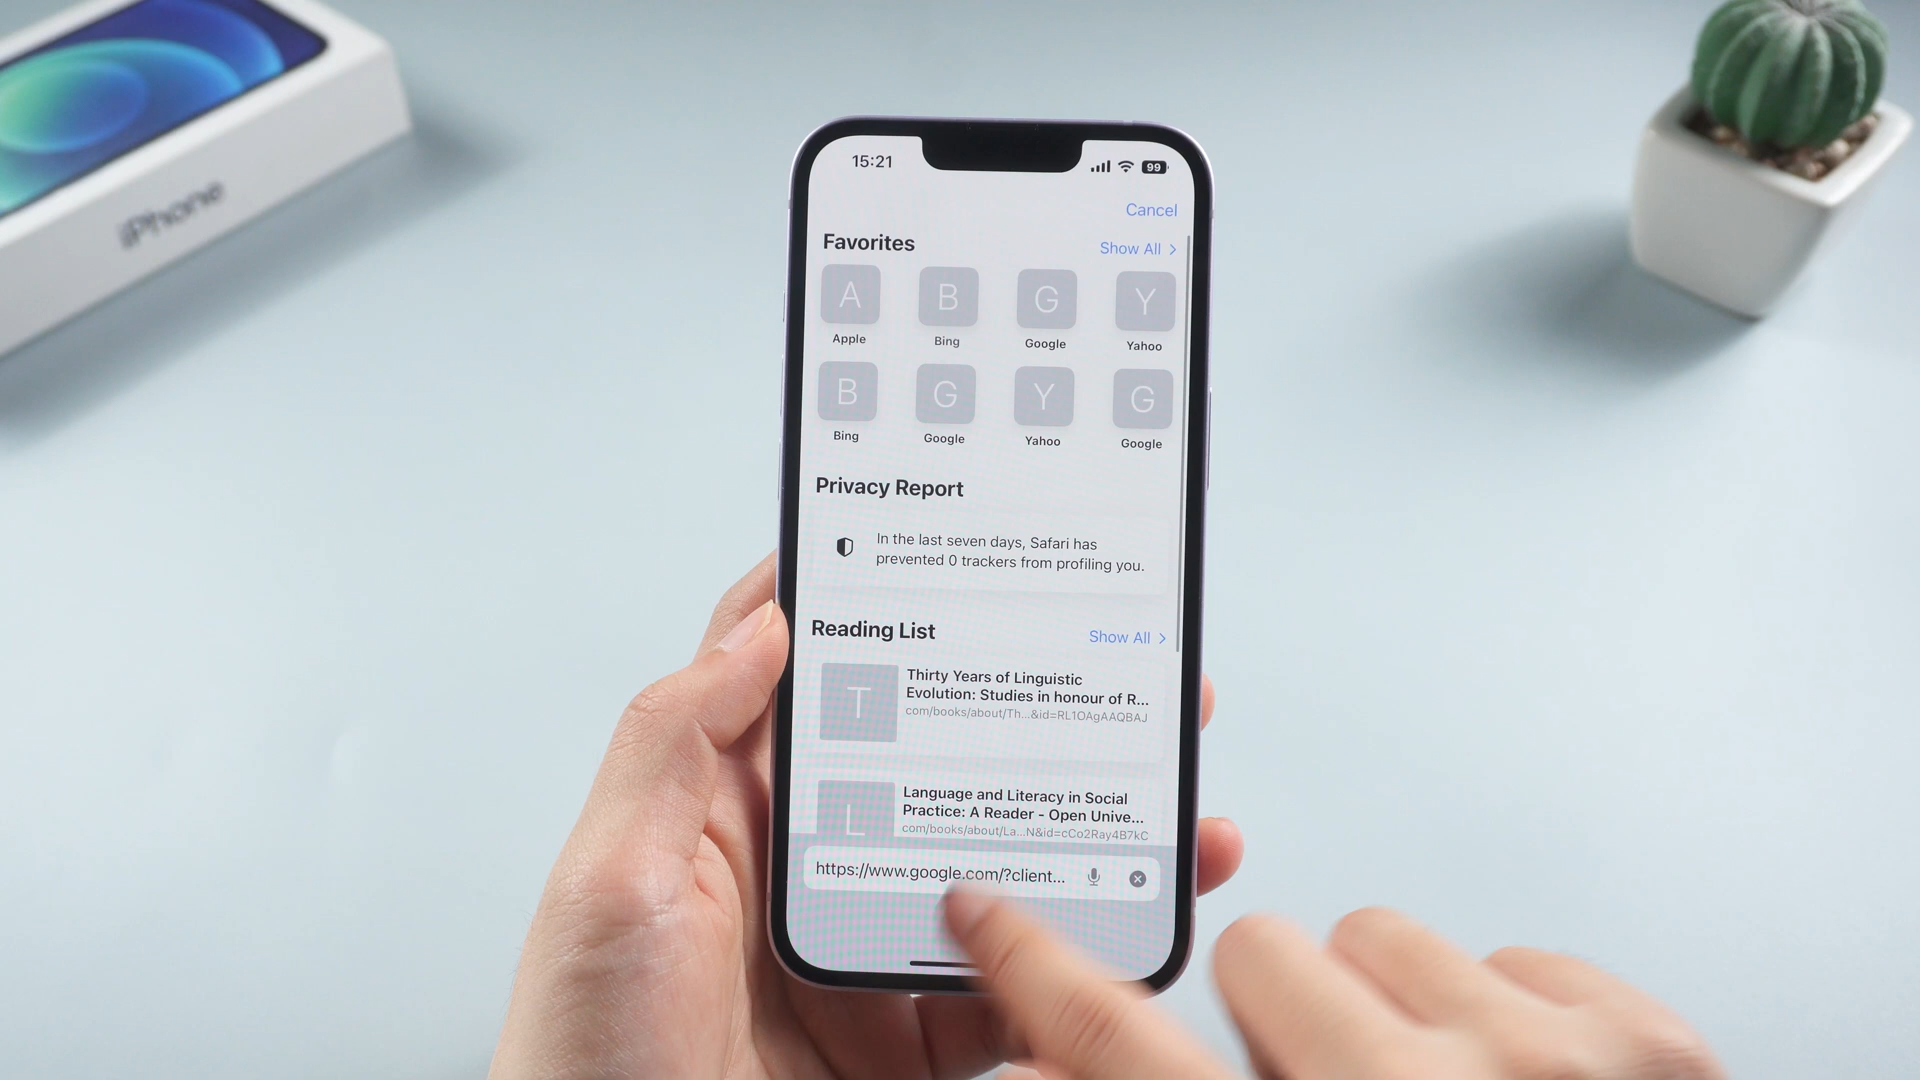 iPhone
15:21
99
Cancel
Favorites
Show All
A
B
G
Y
Apple
Bing
Google
Yahoo
B
G
Y
G
Bing
Google
Yahoo
Google
Privacy Report
In the last seven days, Safari has
prevented 0 trackers from profiling you.
Reading List
Show All
T
Thirty Years of Linguistic
Evolution: Studies in honour of R...
com/books/about/Th...&id=RL1OAgAAQBAJ
L
Language and Literacy in Social
Practice: A Reader - Open Unive...
com/books/about/La...N&id=cCo2Ray4B7kC
https://www.google.com/?client...